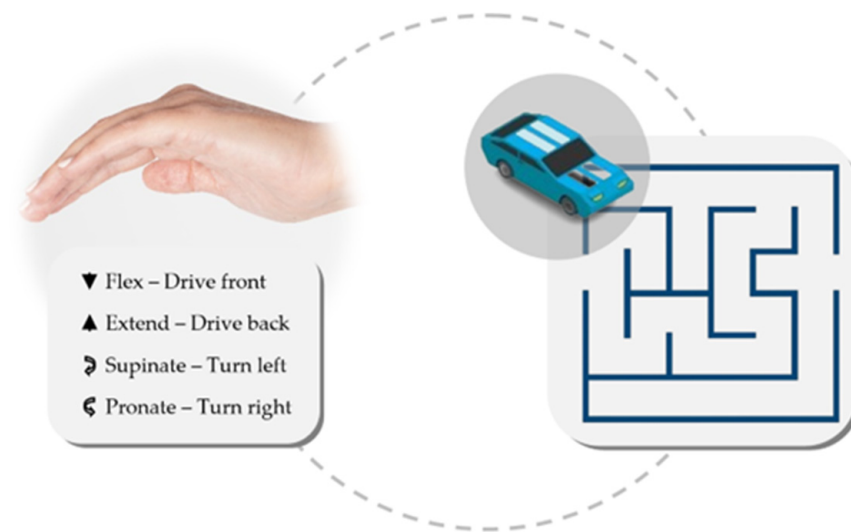 Flex – Drive front
Extend – Drive back
Supinate – Turn left
Pronate – Turn right